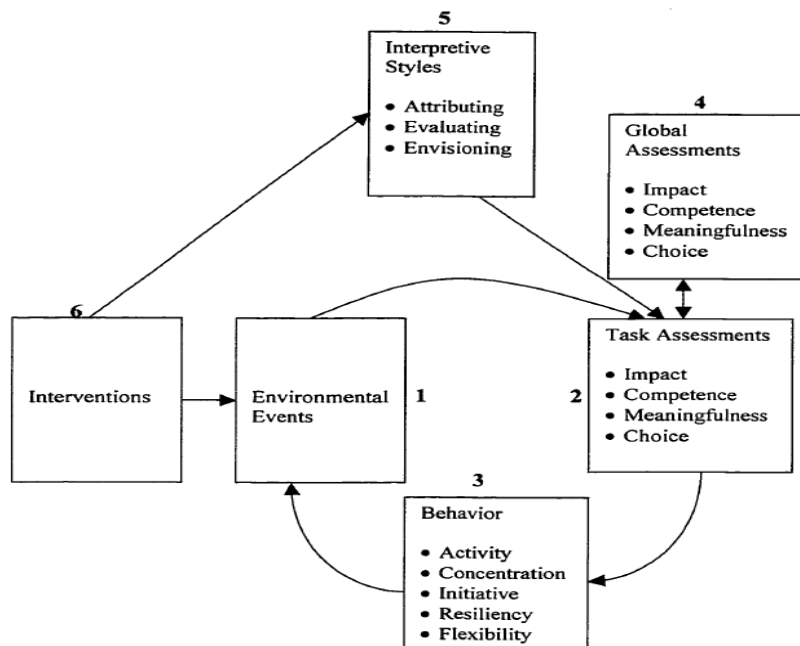 5
Interpretive
Styles
• Attributing
• Evaluating
• Envisioning
4
Global
Assessments
• Impact
• Competence
• Meaningfulness
• Choice
6
Interventions
Environmental
Events
1
2
Task Assessments
• Impact
• Competence
• Meaningfulness
• Choice
3
Behavior
• Activity
• Concentration
• Initiative
• Resiliency
• Flexibility